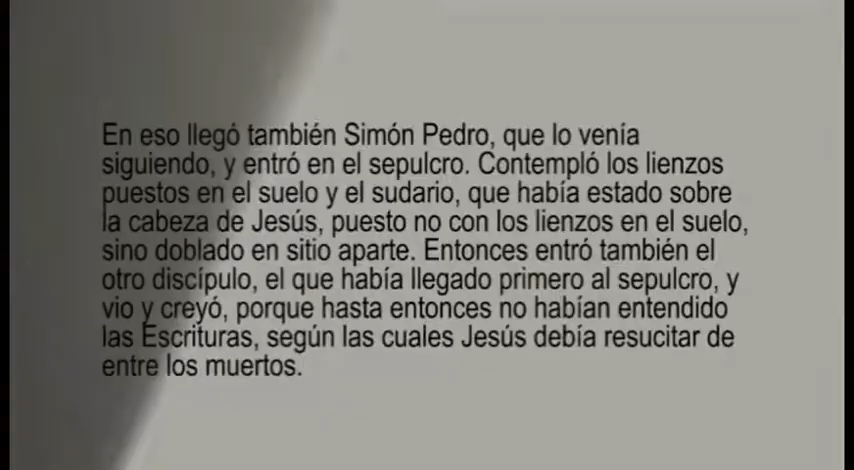 En eso llegó también Simón Pedro, que lo venía
siguiendo, y entró en el sepulcro. Contempló los lienzos
puestos en el suelo y el sudario, que había estado sobre
la cabeza de Jesús, puesto no con los lienzos en el suelo,
sino doblado en sitio aparte. Entonces entró también el
otro discípulo, el que había llegado primero al sepulcro, y
vio y creyó, porque hasta entonces no habían entendido
las Escrituras, según las cuales Jesús debía resucitar de
entre los muertos.